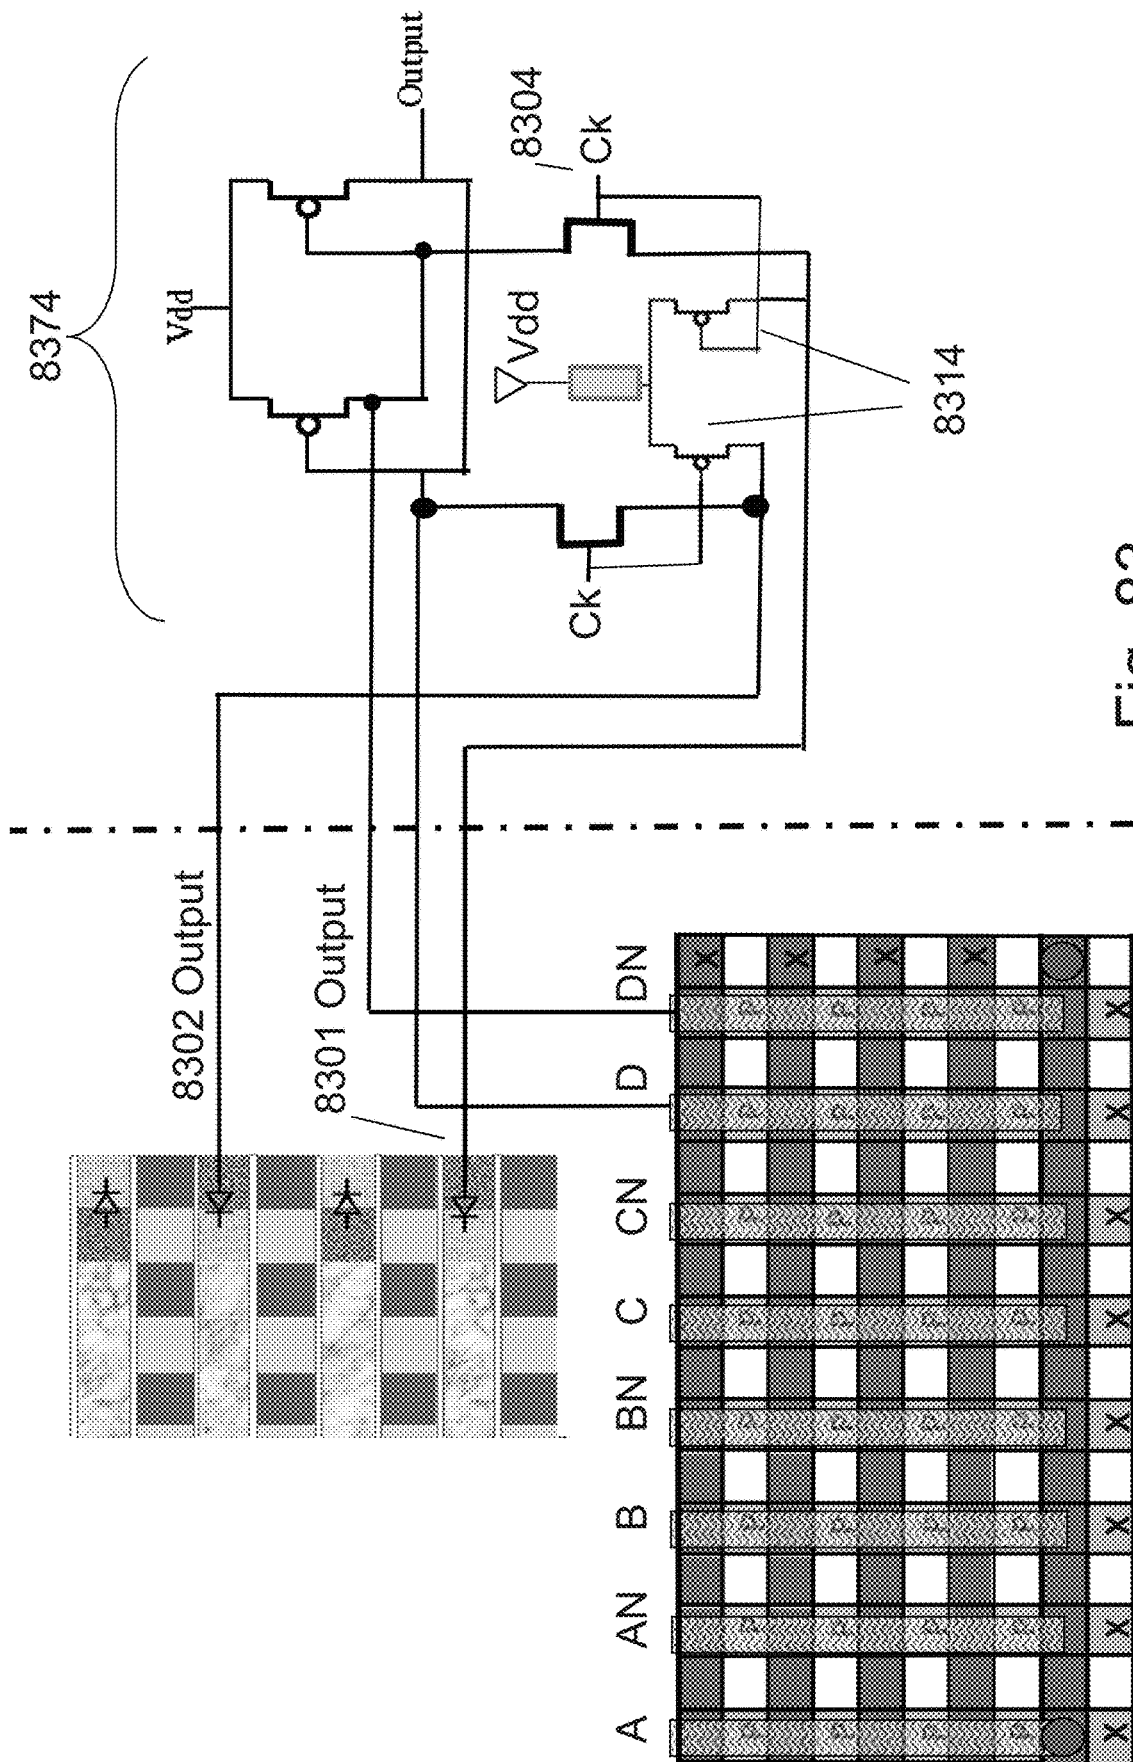 8374
Vdd
Output
8304
Ck
Vdd
Ck
8314
8302 Output
8301 Output
A AN B BN C CN D DN
X X X X
P P P P P P P P
P P P P P P P P
P P P P P P P P
P P P P P P P P
X X X X X X X X